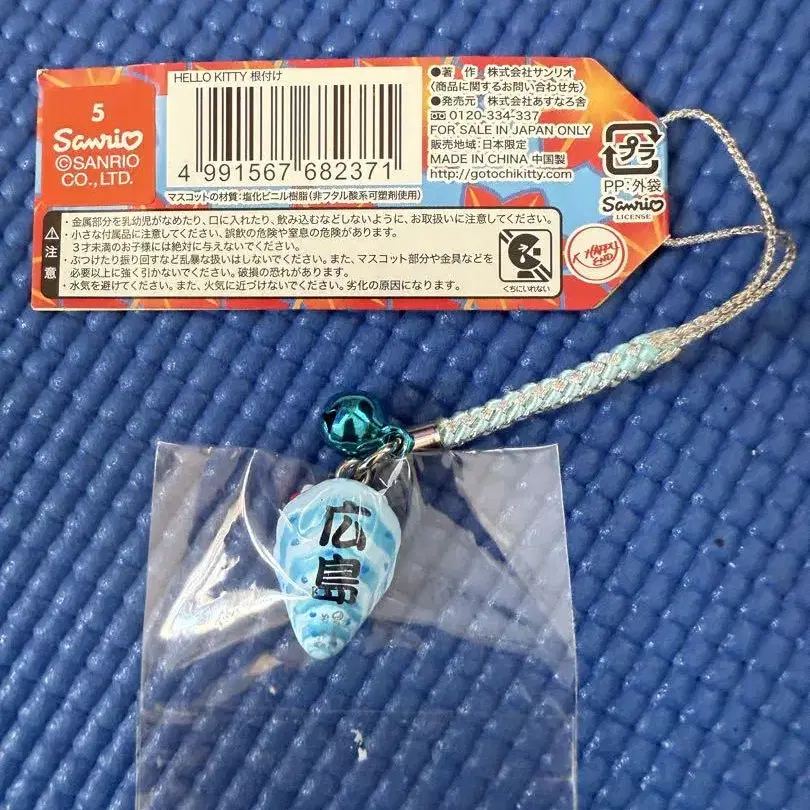 5
Sanrio
©SANRIO
CO., LTD.
HELLO KITTY 根付け
4 991567 682371
マスコットの材質：塩化ビニル樹脂（非フタル酸系可塑剤使用）
●著　作　株式会社サンリオ
〈商品に関するお問い合わせ先〉
●発売元　株式会社あすなろ舎
0120-334-337
FOR SALE IN JAPAN ONLY
販売地域：日本限定
MADE IN CHINA 中国製
http://gotochikitty.com
プラ
PP：外袋
Sanrio
LICENSE
注意
・金属部分を乳幼児がなめたり、口に入れたり、飲み込むなどしないように、お取扱いに注意してください。
・小さな付属品に注意してください、誤飲の危険や窒息の危険があります。
3才未満のお子様には絶対に与えないでください。
・ぶつけたり振り回すなど乱暴な扱いはしないでください。また、マスコット部分や金具などを
必要以上に強く引かないでください。破損の恐れがあります。
・水気を避けてください。また、火気に近づけないでください。劣化の原因になります。
くちにいれない
HAPPY
END
広島